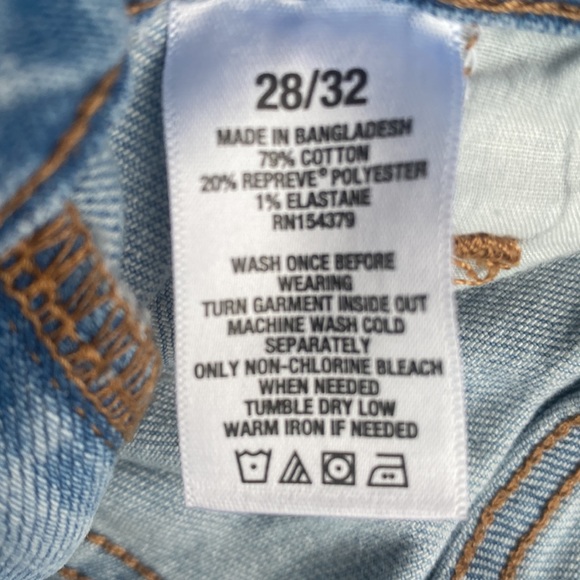 28/32
MADE IN BANGLADESH
79% COTTON
20% REPREVE® POLYESTER
1% ELASTANE
RN154379
WASH ONCE BEFORE
WEARING
TURN GARMENT INSIDE OUT
MACHINE WASH COLD
SEPARATELY
ONLY NON-CHLORINE BLEACH
WHEN NEEDED
TUMBLE DRY LOW
WARM IRON IF NEEDED